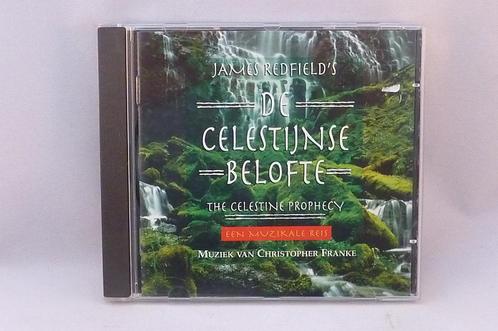 JAMES REDFIELD'S
DE
CELESTIJNSE
BELOFTE
THE CELESTINE PROPHECY
EEN MUZIKALE REIS
MUZIEK VAN CHRISTOPHER FRANKE